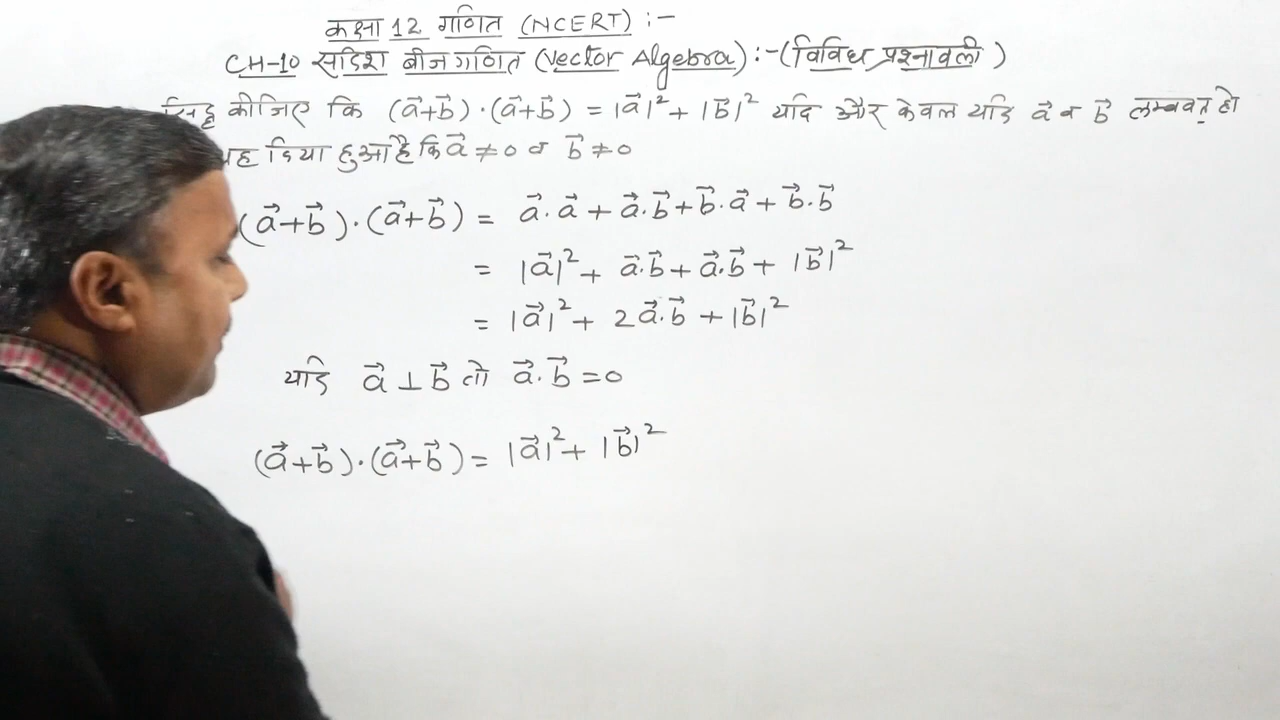 कक्षा 12 गणित (NCERT) :-
CH-10 सदिश बीजगणित (Vector Algebra) :- (विविध प्रश्नावली)
कीजिए कि (a⃗+b⃗)·(a⃗+b⃗) = |a⃗|² + |b⃗|² यदि और केवल यदि a⃗ व b⃗ लम्बवत् हो
दिया हुआ है कि a⃗ ≠ 0 व b⃗ ≠ 0
(a⃗+b⃗)·(a⃗+b⃗) = a⃗·a⃗ + a⃗·b⃗ + b⃗·a⃗ + b⃗·b⃗
= |a⃗|² + a⃗·b⃗ + a⃗·b⃗ + |b⃗|²
= |a⃗|² + 2a⃗·b⃗ + |b⃗|²
यदि a⃗ ⊥ b⃗ तो a⃗·b⃗ = 0
(a⃗+b⃗)·(a⃗+b⃗) = |a⃗|² + |b⃗|²